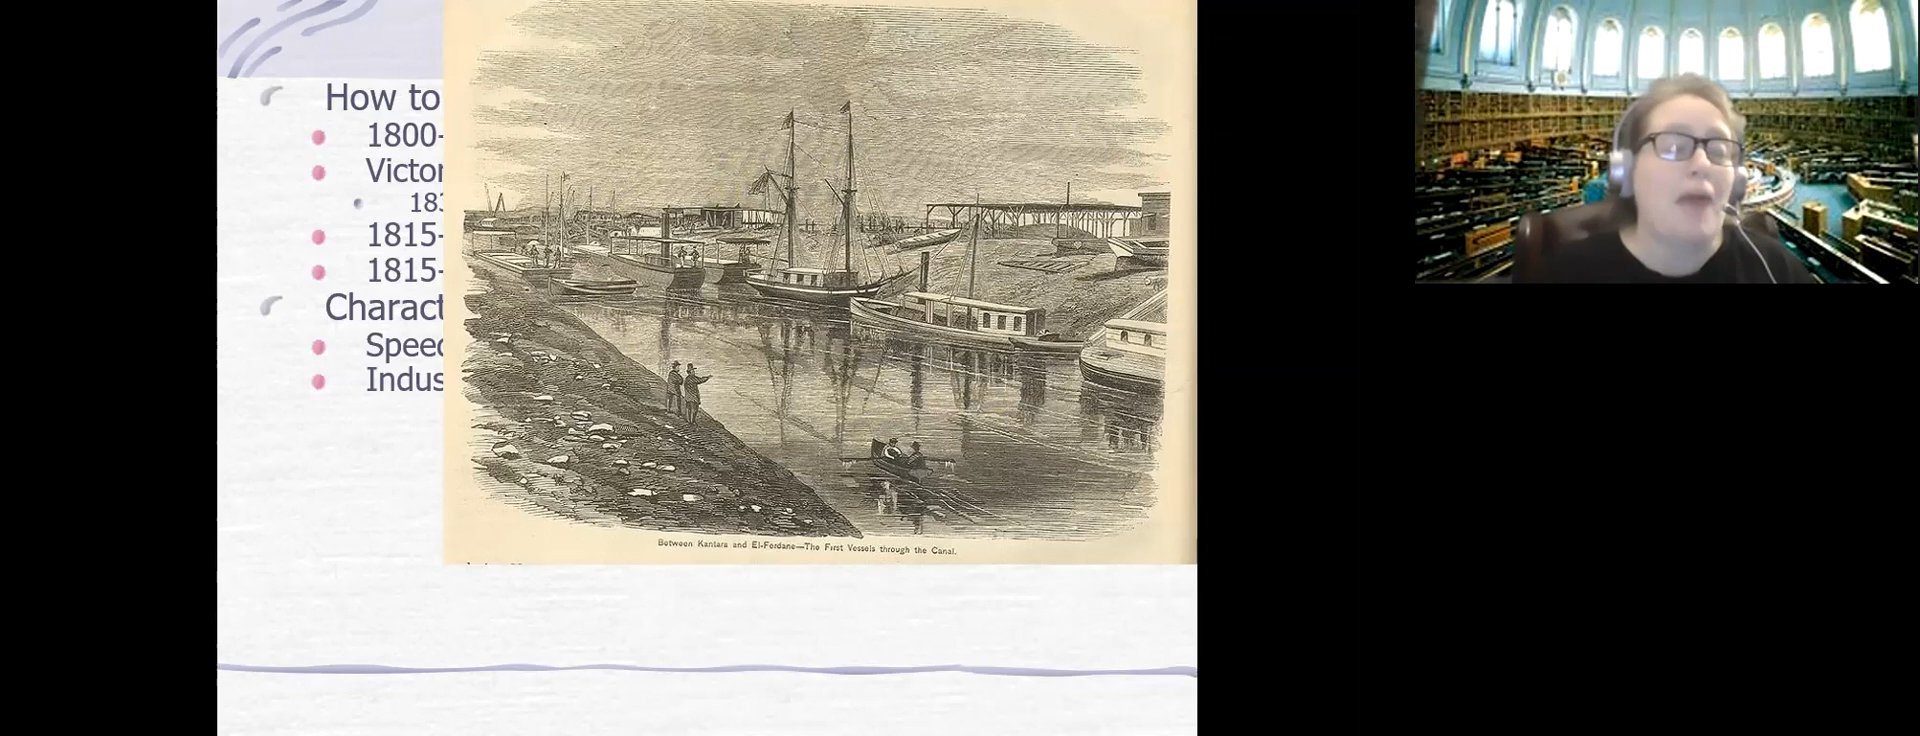 How to
1800-
Victor
183
1815-
1815-
Charact
Speed
Indus
Between Kantara and El-Ferdane—The First Vessels through the Canal.